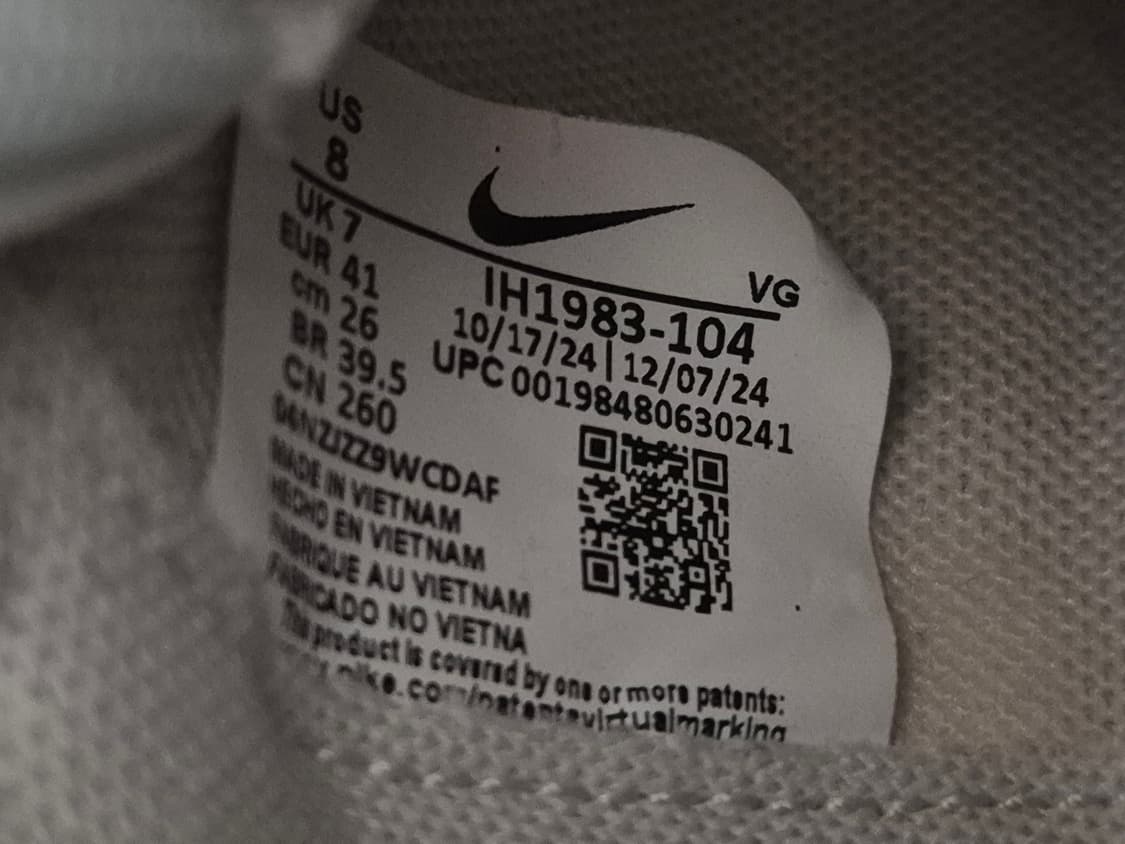 US
8
VG
UK 7
EUR 41
cm 26
BR 39.5
CN 260
IH1983-104
10/17/24 | 12/07/24
UPC 00198480630241
MADE IN VIETNAM
HECHO EN VIETNAM
FABRIQUE AU VIETNAM
FABRICADO NO VIETNA
This product is covered by one or more patents: